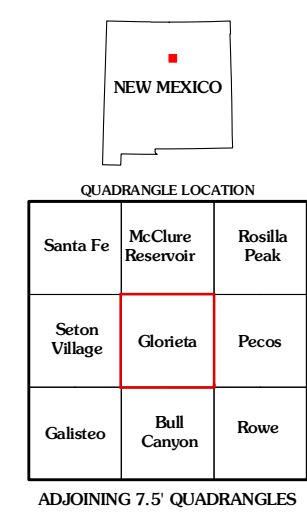 NEW MEXICO
QUADRANGLE LOCATION
Santa Fe
McClure
Reservoir
Rosilla
Peak
Seton
Village
Glorieta
Pecos
Galisteo
Bull
Canyon
Rowe
ADJOINING 7.5' QUADRANGLES